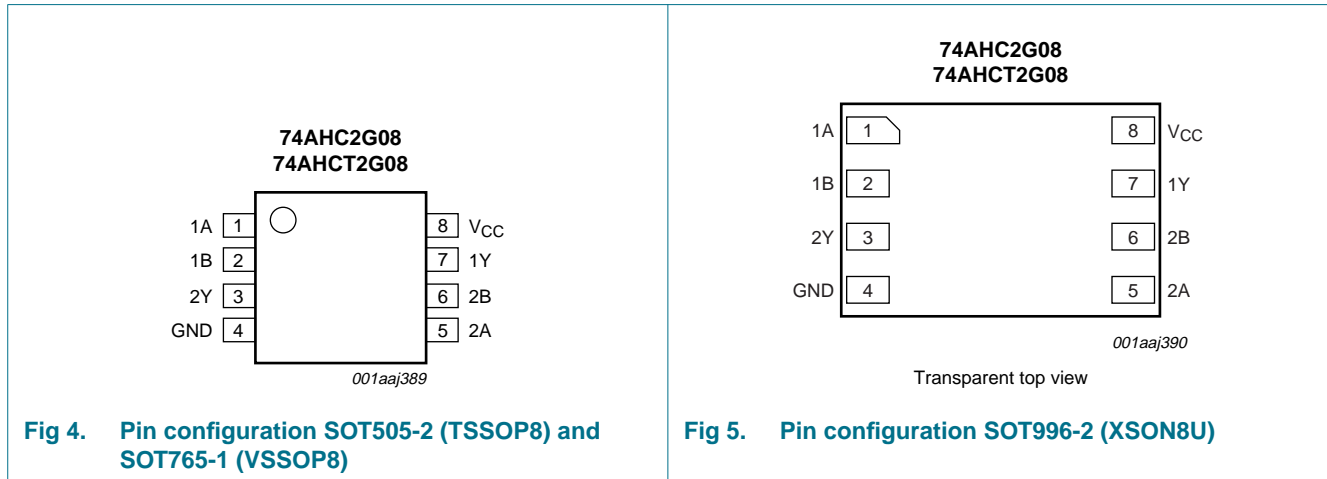 74AHC2G08
74AHCT2G08
1A 1 8 VCC
1B 2 7 1Y
2Y 3 6 2B
GND 4 5 2A
001aaj389
Fig 4. Pin configuration SOT505-2 (TSSOP8) and
SOT765-1 (VSSOP8)
74AHC2G08
74AHCT2G08
1A 1 8 VCC
1B 2 7 1Y
2Y 3 6 2B
GND 4 5 2A
001aaj390
Transparent top view
Fig 5. Pin configuration SOT996-2 (XSON8U)